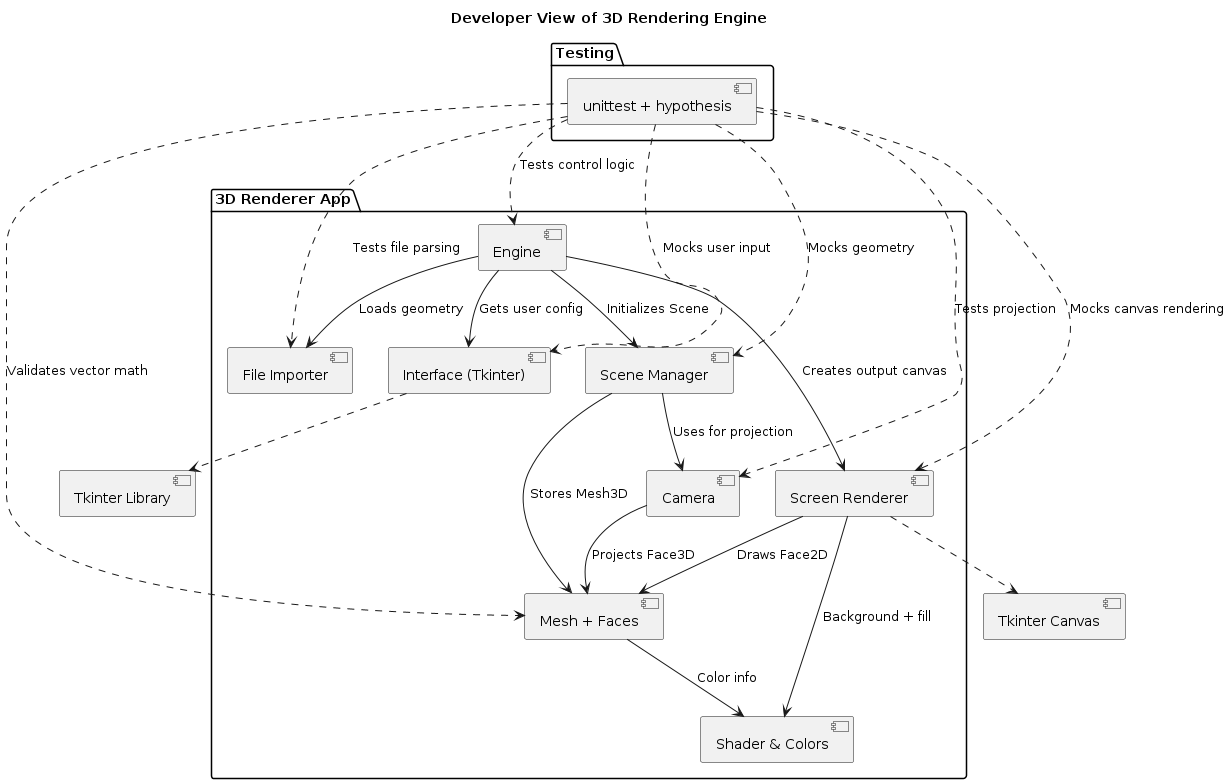 Developer View of 3D Rendering Engine
Testing
unittest + hypothesis
Tests control logic
3D Renderer App
Tests file parsing
Engine
Mocks user input
Mocks geometry
Loads geometry
Gets user config
Initializes Scene
Tests projection
Mocks canvas rendering
Validates vector math
File Importer
Interface (Tkinter)
Scene Manager
Creates output canvas
Uses for projection
Tkinter Library
Stores Mesh3D
Camera
Screen Renderer
Projects Face3D
Draws Face2D
Mesh + Faces
Background + fill
Tkinter Canvas
Color info
Shader & Colors